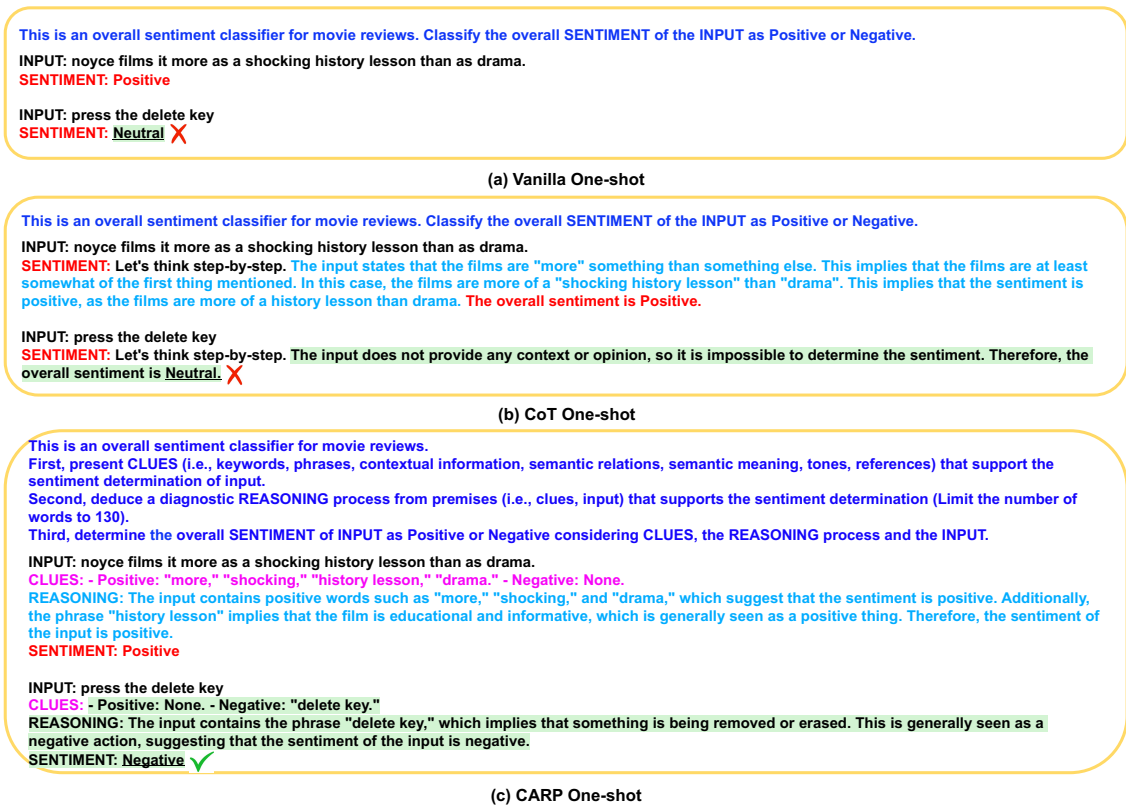 This is an overall sentiment classifier for movie reviews. Classify the overall SENTIMENT of the INPUT as Positive or Negative.
INPUT: noyce films it more as a shocking history lesson than as drama.
SENTIMENT: Positive
INPUT: press the delete key
SENTIMENT: Neutral
(a) Vanilla One-shot
This is an overall sentiment classifier for movie reviews. Classify the overall SENTIMENT of the INPUT as Positive or Negative.
INPUT: noyce films it more as a shocking history lesson than as drama.
SENTIMENT: Let's think step-by-step. The input states that the films are "more" something than something else. This implies that the films are at least
somewhat of the first thing mentioned. In this case, the films are more of a "shocking history lesson" than "drama". This implies that the sentiment is
positive, as the films are more of a history lesson than drama. The overall sentiment is Positive.
INPUT: press the delete key
SENTIMENT: Let's think step-by-step. The input does not provide any context or opinion, so it is impossible to determine the sentiment. Therefore, the
overall sentiment is Neutral.
(b) CoT One-shot
This is an overall sentiment classifier for movie reviews.
First, present CLUES (i.e., keywords, phrases, contextual information, semantic relations, semantic meaning, tones, references) that support the
sentiment determination of input.
Second, deduce a diagnostic REASONING process from premises (i.e., clues, input) that supports the sentiment determination (Limit the number of
words to 130).
Third, determine the overall SENTIMENT of INPUT as Positive or Negative considering CLUES, the REASONING process and the INPUT.
INPUT: noyce films it more as a shocking history lesson than as drama.
CLUES: - Positive: "more," "shocking," "history lesson," "drama." - Negative: None.
REASONING: The input contains positive words such as "more," "shocking," and "drama," which suggest that the sentiment is positive. Additionally,
the phrase "history lesson" implies that the film is educational and informative, which is generally seen as a positive thing. Therefore, the sentiment of
the input is positive.
SENTIMENT: Positive
INPUT: press the delete key
CLUES: - Positive: None. - Negative: "delete key."
REASONING: The input contains the phrase "delete key," which implies that something is being removed or erased. This is generally seen as a
negative action, suggesting that the sentiment of the input is negative.
SENTIMENT: Negative
(c) CARP One-shot